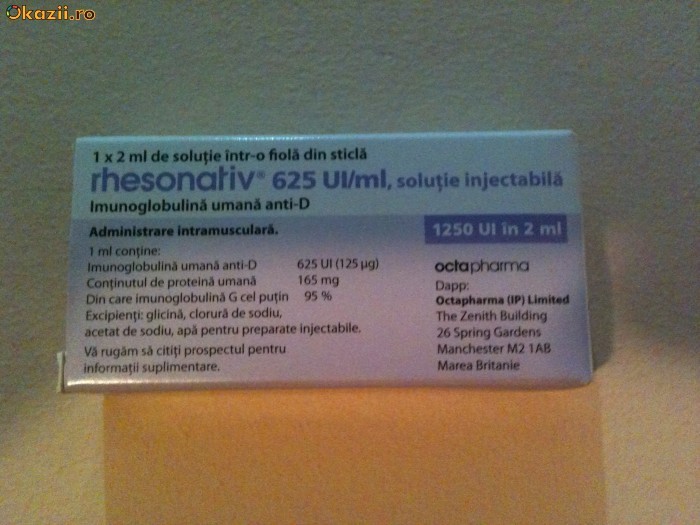 Okazii.ro
1 x 2 ml de soluție într-o fiolă din sticlă
rhesonativ® 625 UI/ml, soluție injectabilă
Imunoglobulină umană anti-D
Administrare intramusculară.
1250 UI în 2 ml
1 ml conține:
Imunoglobulină umană anti-D 625 UI (125 µg)
Conținutul de proteină umană 165 mg
Din care imunoglobulină G cel puțin 95 %
Excipienți: glicină, clorură de sodiu,
acetat de sodiu, apă pentru preparate injectabile.
Vă rugăm să citiți prospectul pentru
informații suplimentare.
octapharma
Dapp:
Octapharma (IP) Limited
The Zenith Building
26 Spring Gardens
Manchester M2 1AB
Marea Britanie